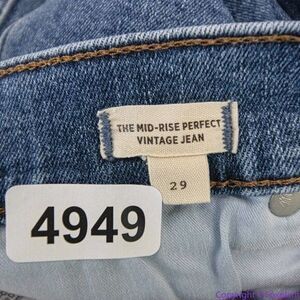 THE MID-RISE PERFECT
VINTAGE JEAN
29
4949